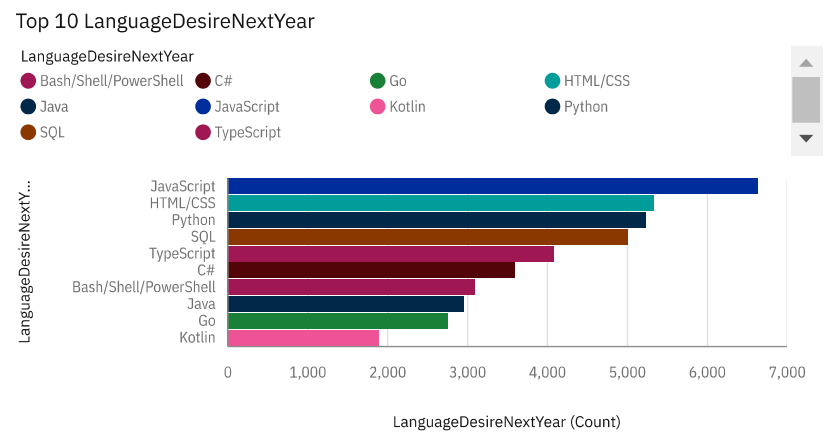 Top 10 LanguageDesireNextYear
LanguageDesireNextYear
Bash/Shell/PowerShell C# Go HTML/CSS
Java JavaScript Kotlin Python
SQL TypeScript
LanguageDesireNextY...
JavaScript
HTML/CSS
Python
SQL
TypeScript
C#
Bash/Shell/PowerShell
Java
Go
Kotlin
0 1,000 2,000 3,000 4,000 5,000 6,000 7,000
LanguageDesireNextYear (Count)